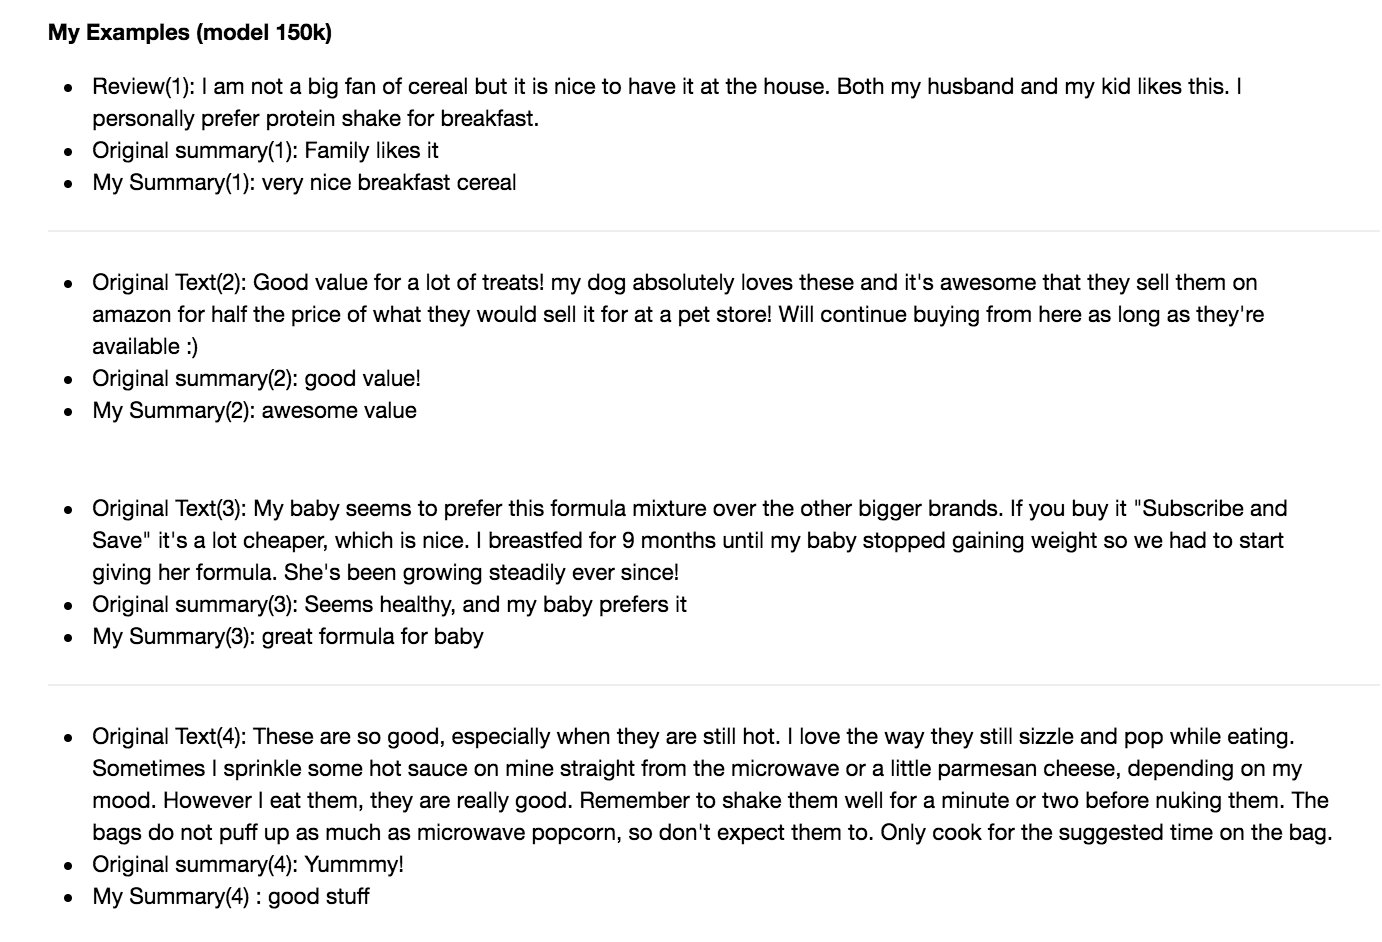 My Examples (model 150k)
• Review(1): I am not a big fan of cereal but it is nice to have it at the house. Both my husband and my kid likes this. I
personally prefer protein shake for breakfast.
• Original summary(1): Family likes it
• My Summary(1): very nice breakfast cereal
• Original Text(2): Good value for a lot of treats! my dog absolutely loves these and it's awesome that they sell them on
amazon for half the price of what they would sell it for at a pet store! Will continue buying from here as long as they're
available :)
• Original summary(2): good value!
• My Summary(2): awesome value
• Original Text(3): My baby seems to prefer this formula mixture over the other bigger brands. If you buy it "Subscribe and
Save" it's a lot cheaper, which is nice. I breastfed for 9 months until my baby stopped gaining weight so we had to start
giving her formula. She's been growing steadily ever since!
• Original summary(3): Seems healthy, and my baby prefers it
• My Summary(3): great formula for baby
• Original Text(4): These are so good, especially when they are still hot. I love the way they still sizzle and pop while eating.
Sometimes I sprinkle some hot sauce on mine straight from the microwave or a little parmesan cheese, depending on my
mood. However I eat them, they are really good. Remember to shake them well for a minute or two before nuking them. The
bags do not puff up as much as microwave popcorn, so don't expect them to. Only cook for the suggested time on the bag.
• Original summary(4): Yummmy!
• My Summary(4) : good stuff